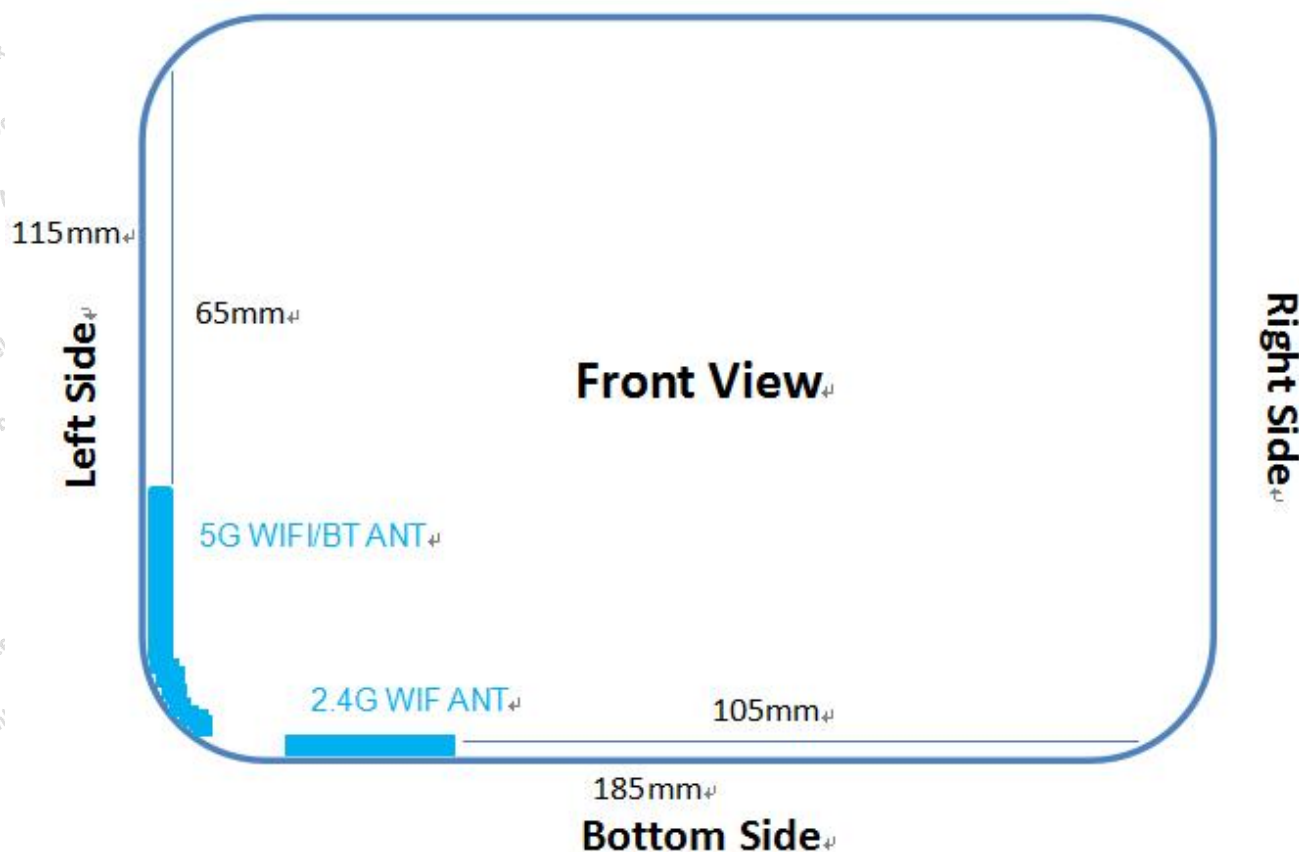 115mm
65mm
Left Side
Front View
Right Side
5G WIFI/BT ANT
2.4G WIF ANT
105mm
185mm
Bottom Side